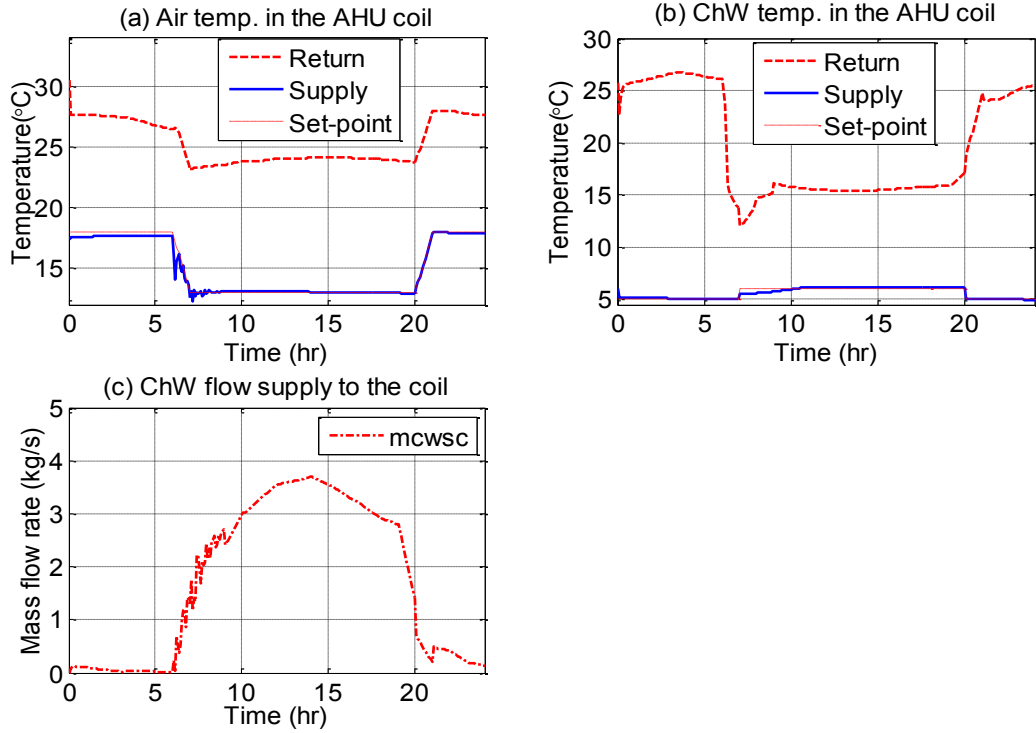 (a) Air temp. in the AHU coil
Return
Supply
Set-point
Temperature(°C)
30
25
20
15
0 5 10 15 20
Time (hr)
(b) ChW temp. in the AHU coil
Return
Supply
Set-point
Temperature(°C)
30
25
20
15
10
5
0 5 10 15 20
Time (hr)
(c) ChW flow supply to the coil
mcwsc
Mass flow rate (kg/s)
5
4
3
2
1
0
0 5 10 15 20
Time (hr)